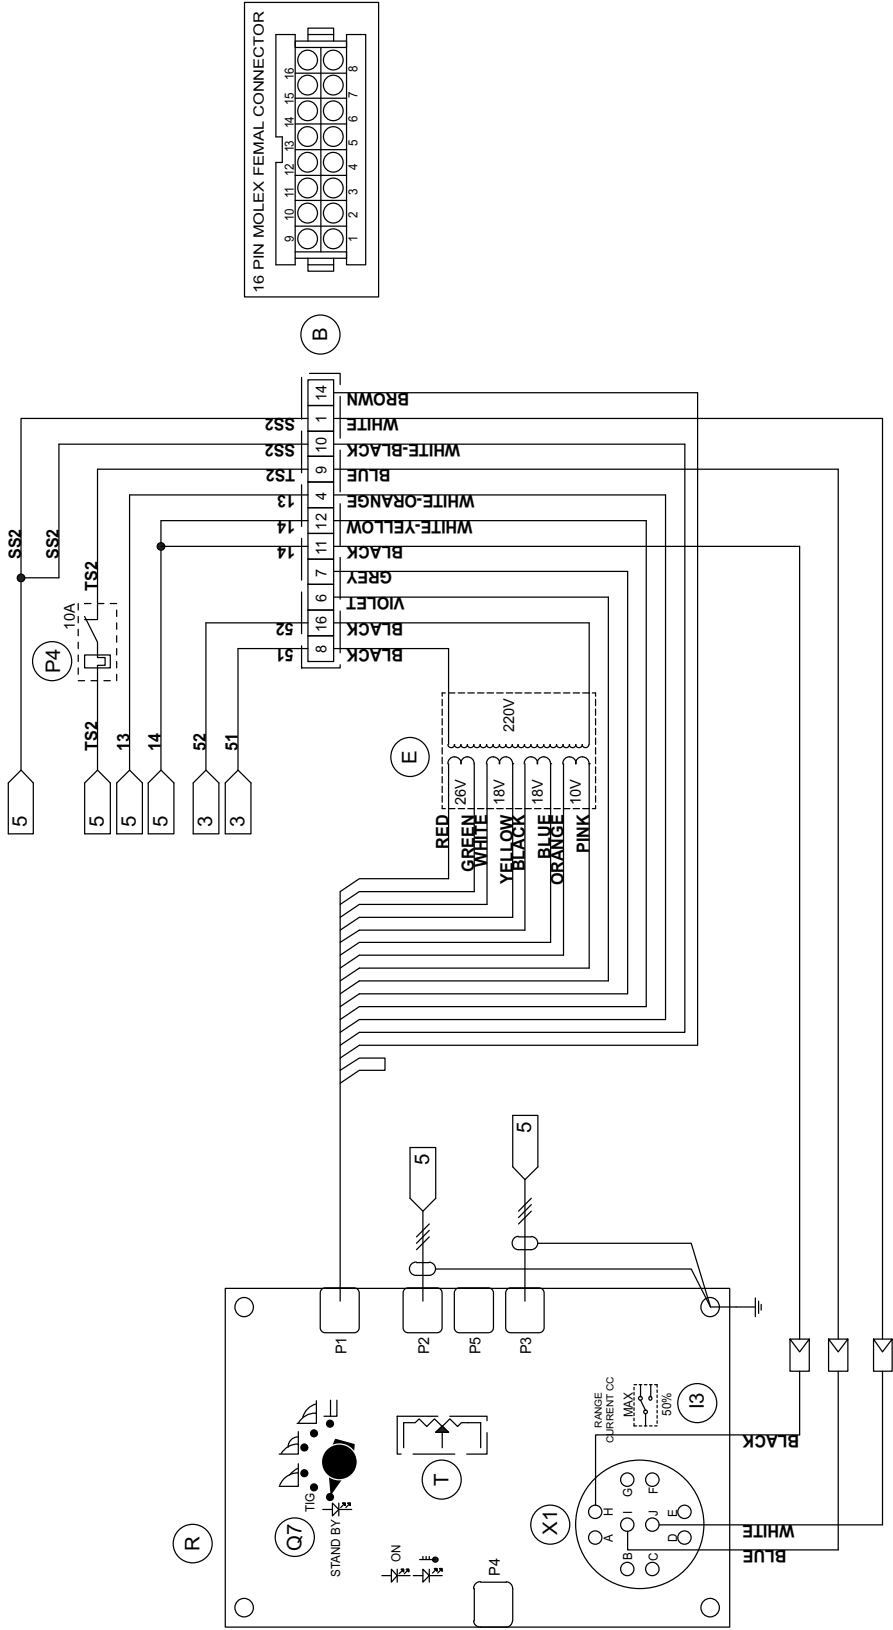 16 PIN MOLEX FEMAL CONNECTOR
16 15 14 13 12 11 10 9
8 7 6 5 4 3 2 1
B
5
5
5
5
3
3
SS2
SS2
TS2
TS2
13
14
52
51
P4
10A
SS2
SS2
TS2
13
14
14
52
51
14
1
10
9
4
12
11
7
6
16
8
BROWN
WHITE
WHITE-BLACK
BLUE
WHITE-ORANGE
WHITE-YELLOW
BLACK
GREY
VIOLET
BLACK
BLACK
E
220V
26V
18V
18V
10V
RED
GREEN
WHITE
YELLOW
BLACK
BLUE
ORANGE
PINK
5
5
R
P1
P2
P5
P3
P4
Q7
TIG
STAND BY
ON
T
RANGE
CURRENT CC
MAX
50%
I3
X1
A
B
C
D
E
F
G
H
I
J
BLACK
WHITE
BLUE